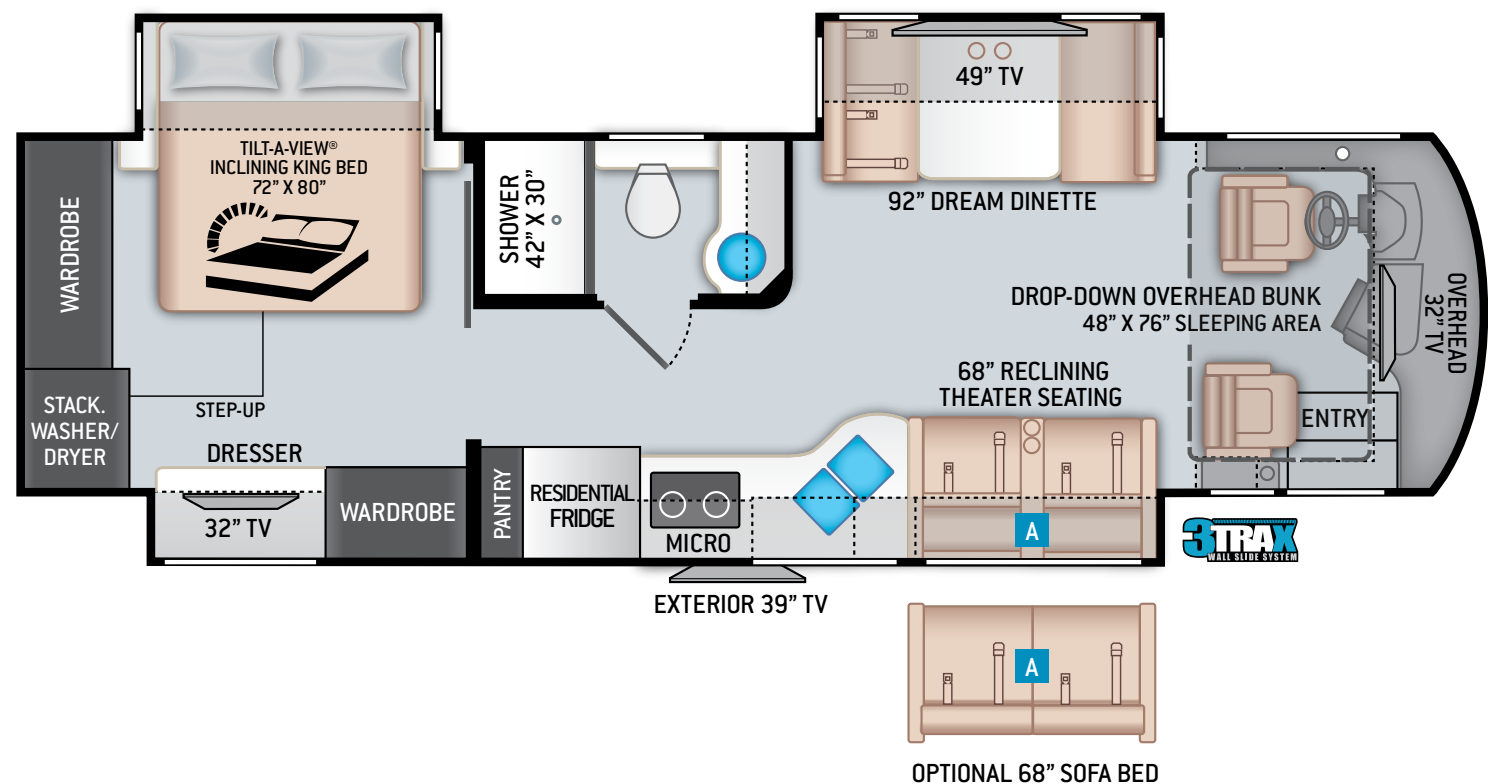 49” TV
TILT-A-VIEW®
INCLINING KING BED
72” X 80”
WARDROBE
SHOWER
42” X 30”
92” DREAM DINETTE
DROP-DOWN OVERHEAD BUNK
48” X 76” SLEEPING AREA
OVERHEAD
32” TV
68” RECLINING
THEATER SEATING
STEP-UP
STACK.
WASHER/
DRYER
ENTRY
DRESSER
32” TV
WARDROBE
PANTRY
RESIDENTIAL
FRIDGE
MICRO
A
3TRAX
WALL SLIDE SYSTEM
EXTERIOR 39” TV
A
OPTIONAL 68” SOFA BED